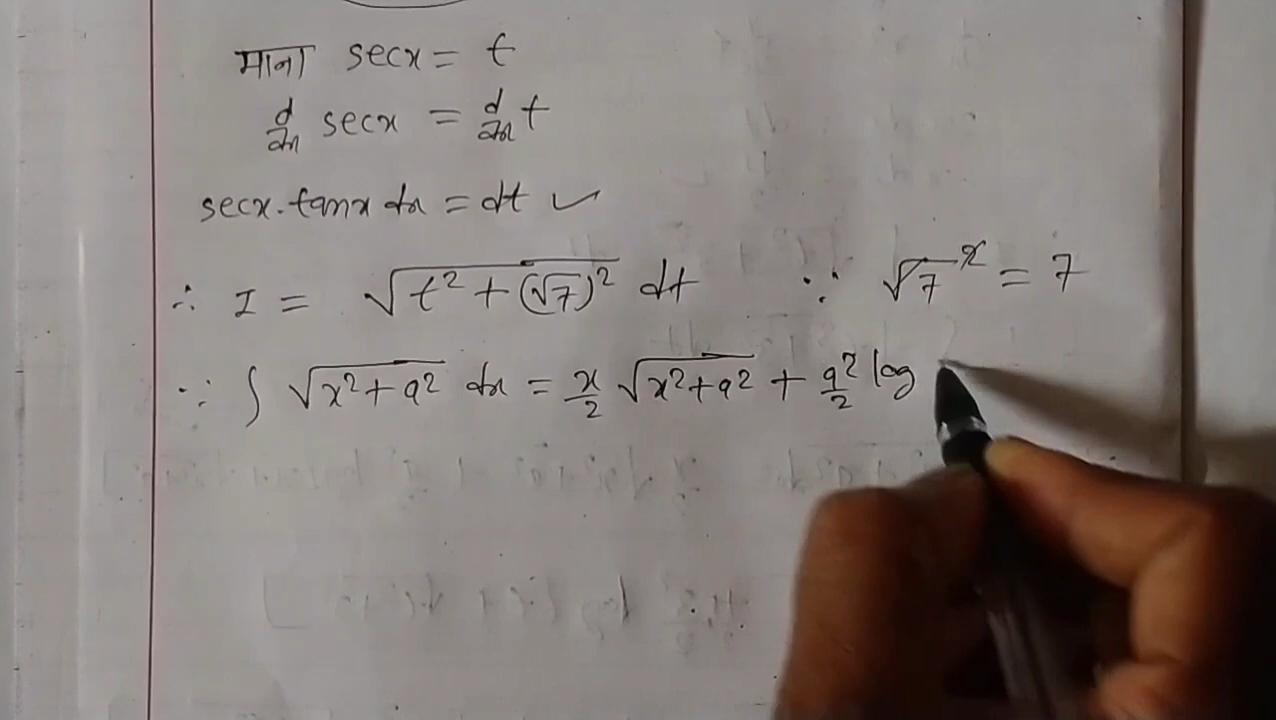 माना secx = t
d/dx secx = d/dx t
secx.tanx dx = dt ✓
∴ I = √(t² + (√7)²) dt ∵ √7² = 7
∵ ∫ √(x²+a²) dx = x/2 √(x²+a²) + a²/2 log